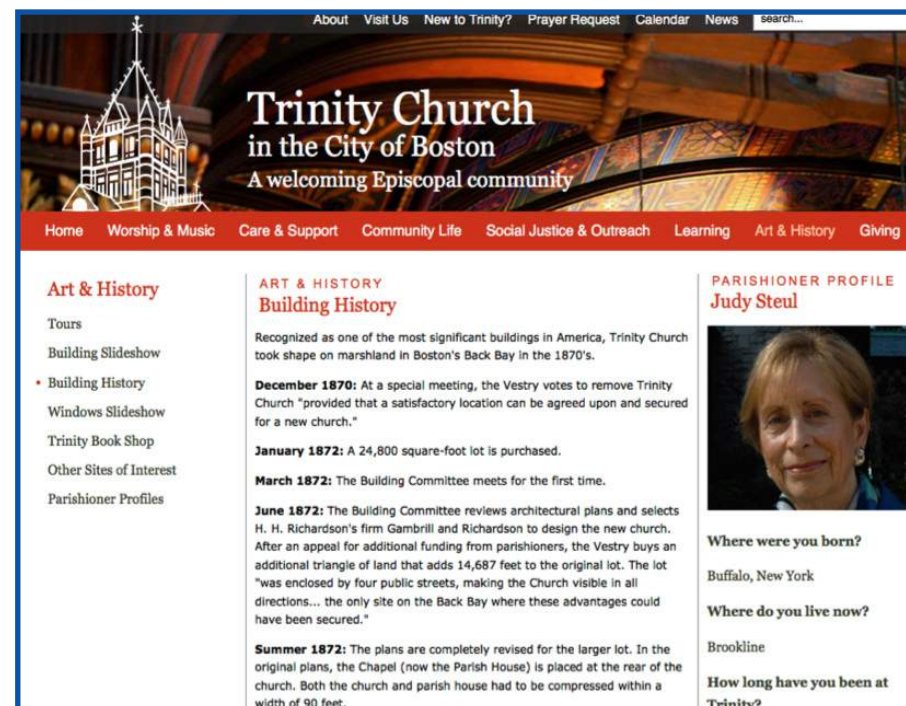 About Visit Us New to Trinity? Prayer Request Calendar News search...
Trinity Church
in the City of Boston
A welcoming Episcopal community
Home Worship & Music Care & Support Community Life Social Justice & Outreach Learning Art & History Giving
Art & History
Tours
Building Slideshow
• Building History
Windows Slideshow
Trinity Book Shop
Other Sites of Interest
Parishioner Profiles
ART & HISTORY
Building History
Recognized as one of the most significant buildings in America, Trinity Church
took shape on marshland in Boston's Back Bay in the 1870's.
December 1870: At a special meeting, the Vestry votes to remove Trinity
Church "provided that a satisfactory location can be agreed upon and secured
for a new church."
January 1872: A 24,800 square-foot lot is purchased.
March 1872: The Building Committee meets for the first time.
June 1872: The Building Committee reviews architectural plans and selects
H. H. Richardson's firm Gambrill and Richardson to design the new church.
After an appeal for additional funding from parishioners, the Vestry buys an
additional triangle of land that adds 14,687 feet to the original lot. The lot
"was enclosed by four public streets, making the Church visible in all
directions... the only site on the Back Bay where these advantages could
have been secured."
Summer 1872: The plans are completely revised for the larger lot. In the
original plans, the Chapel (now the Parish House) is placed at the rear of the
church. Both the church and parish house had to be compressed within a
width of 90 feet.
PARISHIONER PROFILE
Judy Steul
Where were you born?
Buffalo, New York
Where do you live now?
Brookline
How long have you been at
Trinity?